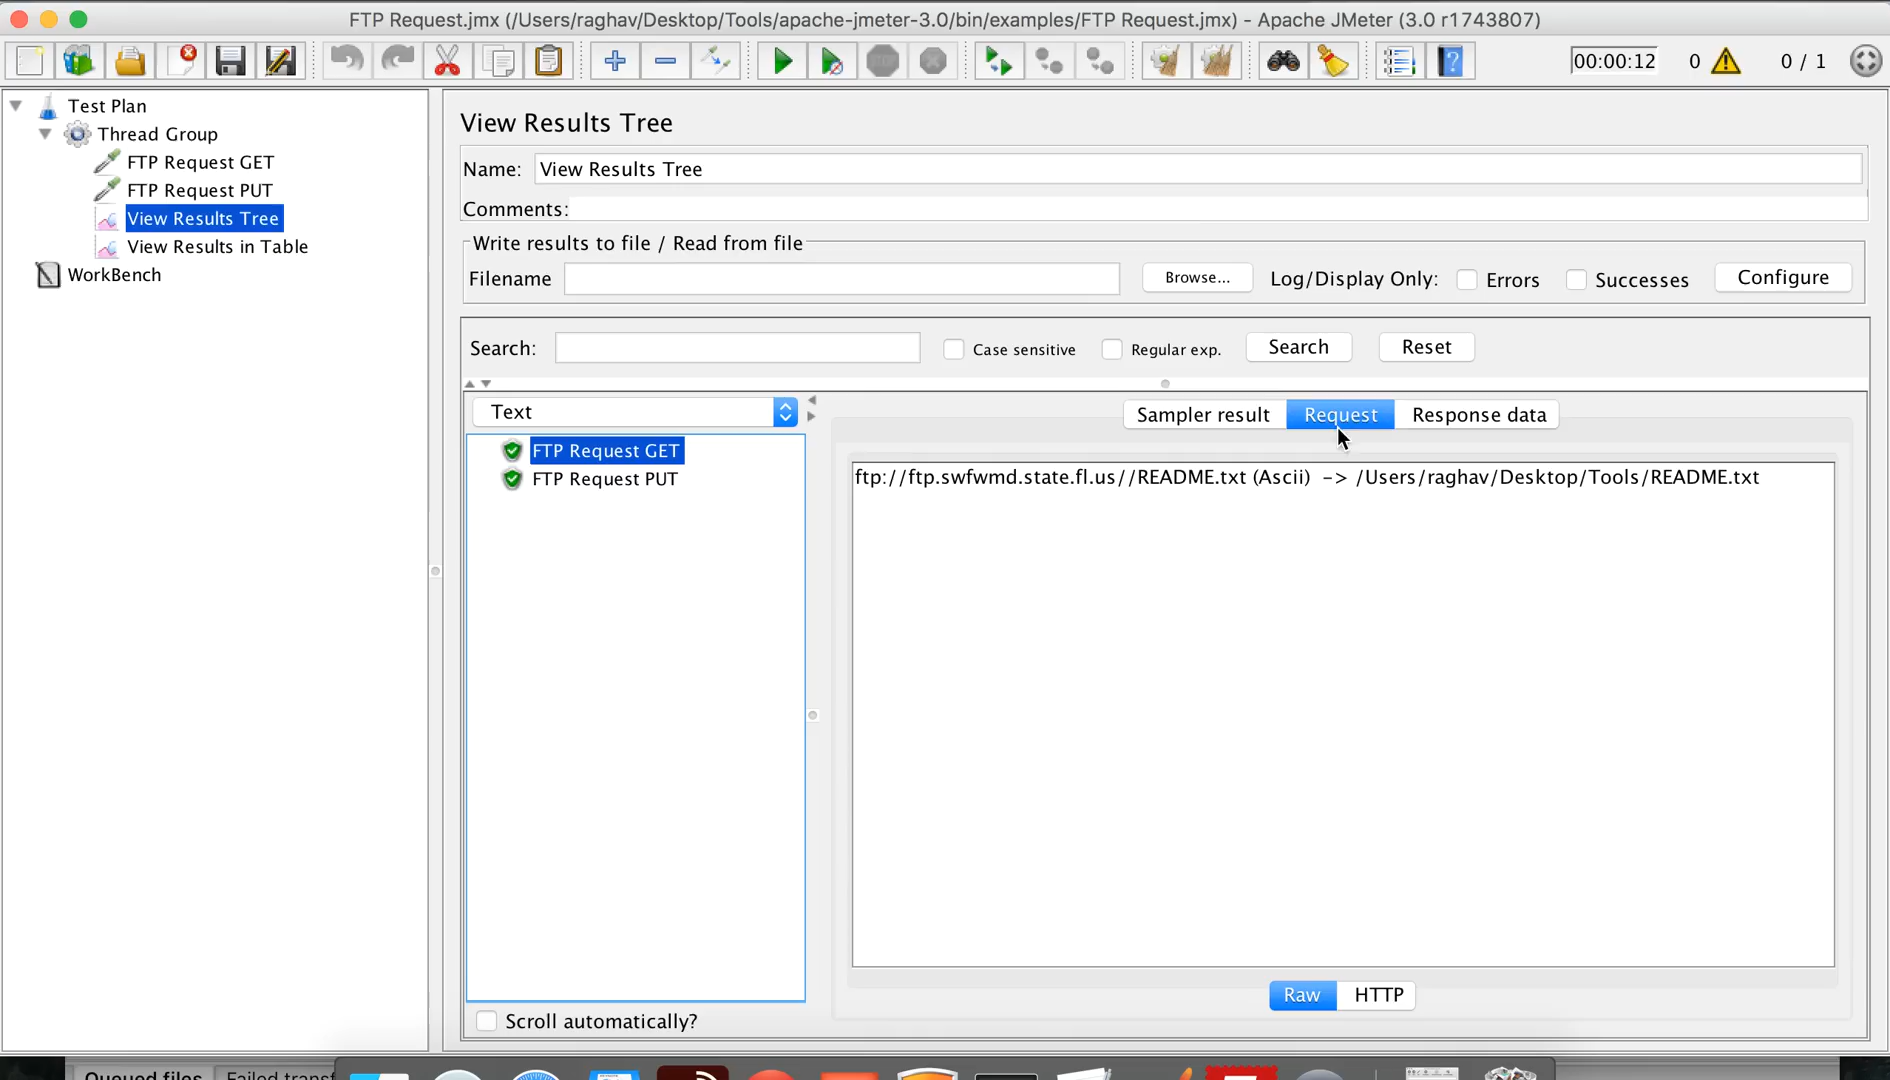 FTP Request.jmx (/Users/raghav/Desktop/Tools/apache-jmeter-3.0/bin/examples/FTP Request.jmx) - Apache JMeter (3.0 r1743807)
00:00:12 0 0 / 1
Test Plan
Thread Group
FTP Request GET
FTP Request PUT
View Results Tree
View Results in Table
WorkBench
View Results Tree
Name: View Results Tree
Comments:
Write results to file / Read from file
Filename Browse... Log/Display Only: Errors Successes Configure
Search: Case sensitive Regular exp. Search Reset
Text
FTP Request GET
FTP Request PUT
Scroll automatically?
Sampler result Request Response data
ftp://ftp.swfwmd.state.fl.us//README.txt (Ascii) -> /Users/raghav/Desktop/Tools/README.txt
Raw HTTP
Queued files Failed transf